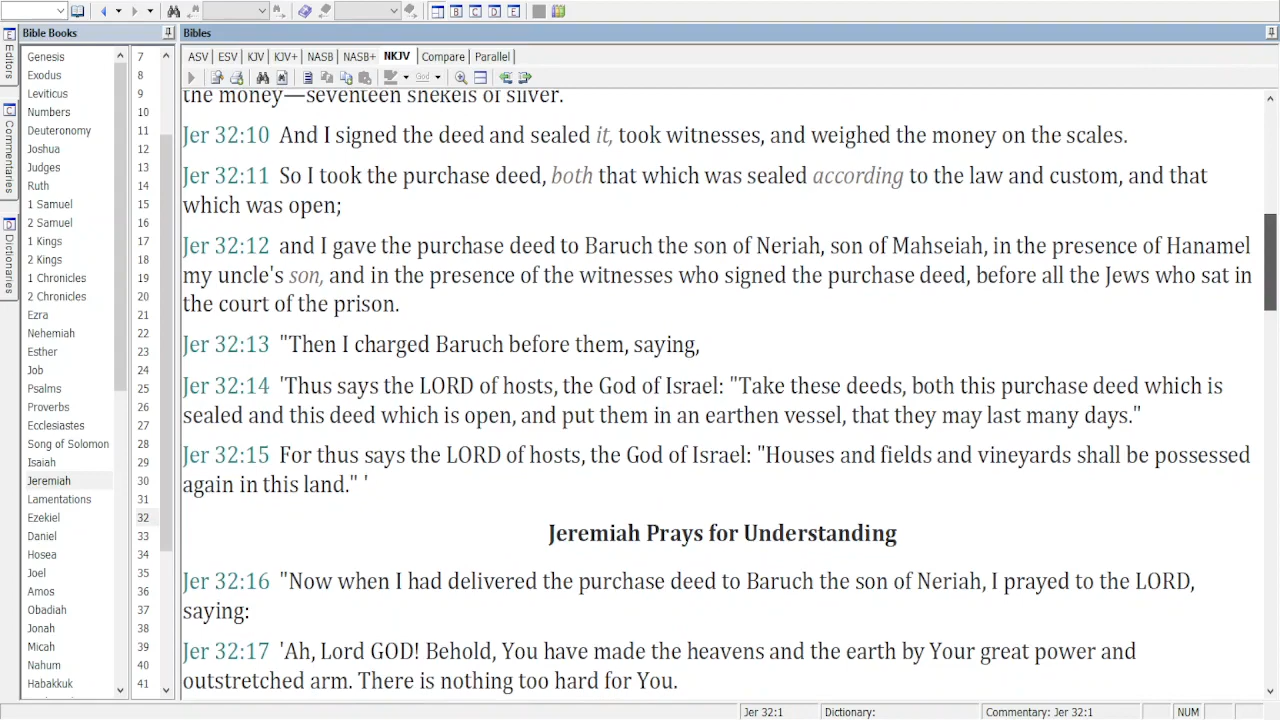 Bible Books
Bibles
Editors
Commentaries
Dictionaries
Genesis
Exodus
Leviticus
Numbers
Deuteronomy
Joshua
Judges
Ruth
1 Samuel
2 Samuel
1 Kings
2 Kings
1 Chronicles
2 Chronicles
Ezra
Nehemiah
Esther
Job
Psalms
Proverbs
Ecclesiastes
Song of Solomon
Isaiah
Jeremiah
Lamentations
Ezekiel
Daniel
Hosea
Joel
Amos
Obadiah
Jonah
Micah
Nahum
Habakkuk
7
8
9
10
11
12
13
14
15
16
17
18
19
20
21
22
23
24
25
26
27
28
29
30
31
32
33
34
35
36
37
38
39
40
41
ASV ESV KJV KJV+ NASB NASB+ NKJV Compare Parallel
the money—seventeen shekels of silver.
Jer 32:10 And I signed the deed and sealed it, took witnesses, and weighed the money on the scales.
Jer 32:11 So I took the purchase deed, both that which was sealed according to the law and custom, and that
which was open;
Jer 32:12 and I gave the purchase deed to Baruch the son of Neriah, son of Mahseiah, in the presence of Hanamel
my uncle's son, and in the presence of the witnesses who signed the purchase deed, before all the Jews who sat in
the court of the prison.
Jer 32:13 "Then I charged Baruch before them, saying,
Jer 32:14 'Thus says the LORD of hosts, the God of Israel: "Take these deeds, both this purchase deed which is
sealed and this deed which is open, and put them in an earthen vessel, that they may last many days."
Jer 32:15 For thus says the LORD of hosts, the God of Israel: "Houses and fields and vineyards shall be possessed
again in this land." '
Jeremiah Prays for Understanding
Jer 32:16 "Now when I had delivered the purchase deed to Baruch the son of Neriah, I prayed to the LORD,
saying:
Jer 32:17 'Ah, Lord GOD! Behold, You have made the heavens and the earth by Your great power and
outstretched arm. There is nothing too hard for You.
Jer 32:1 Dictionary: Commentary: Jer 32:1 NUM